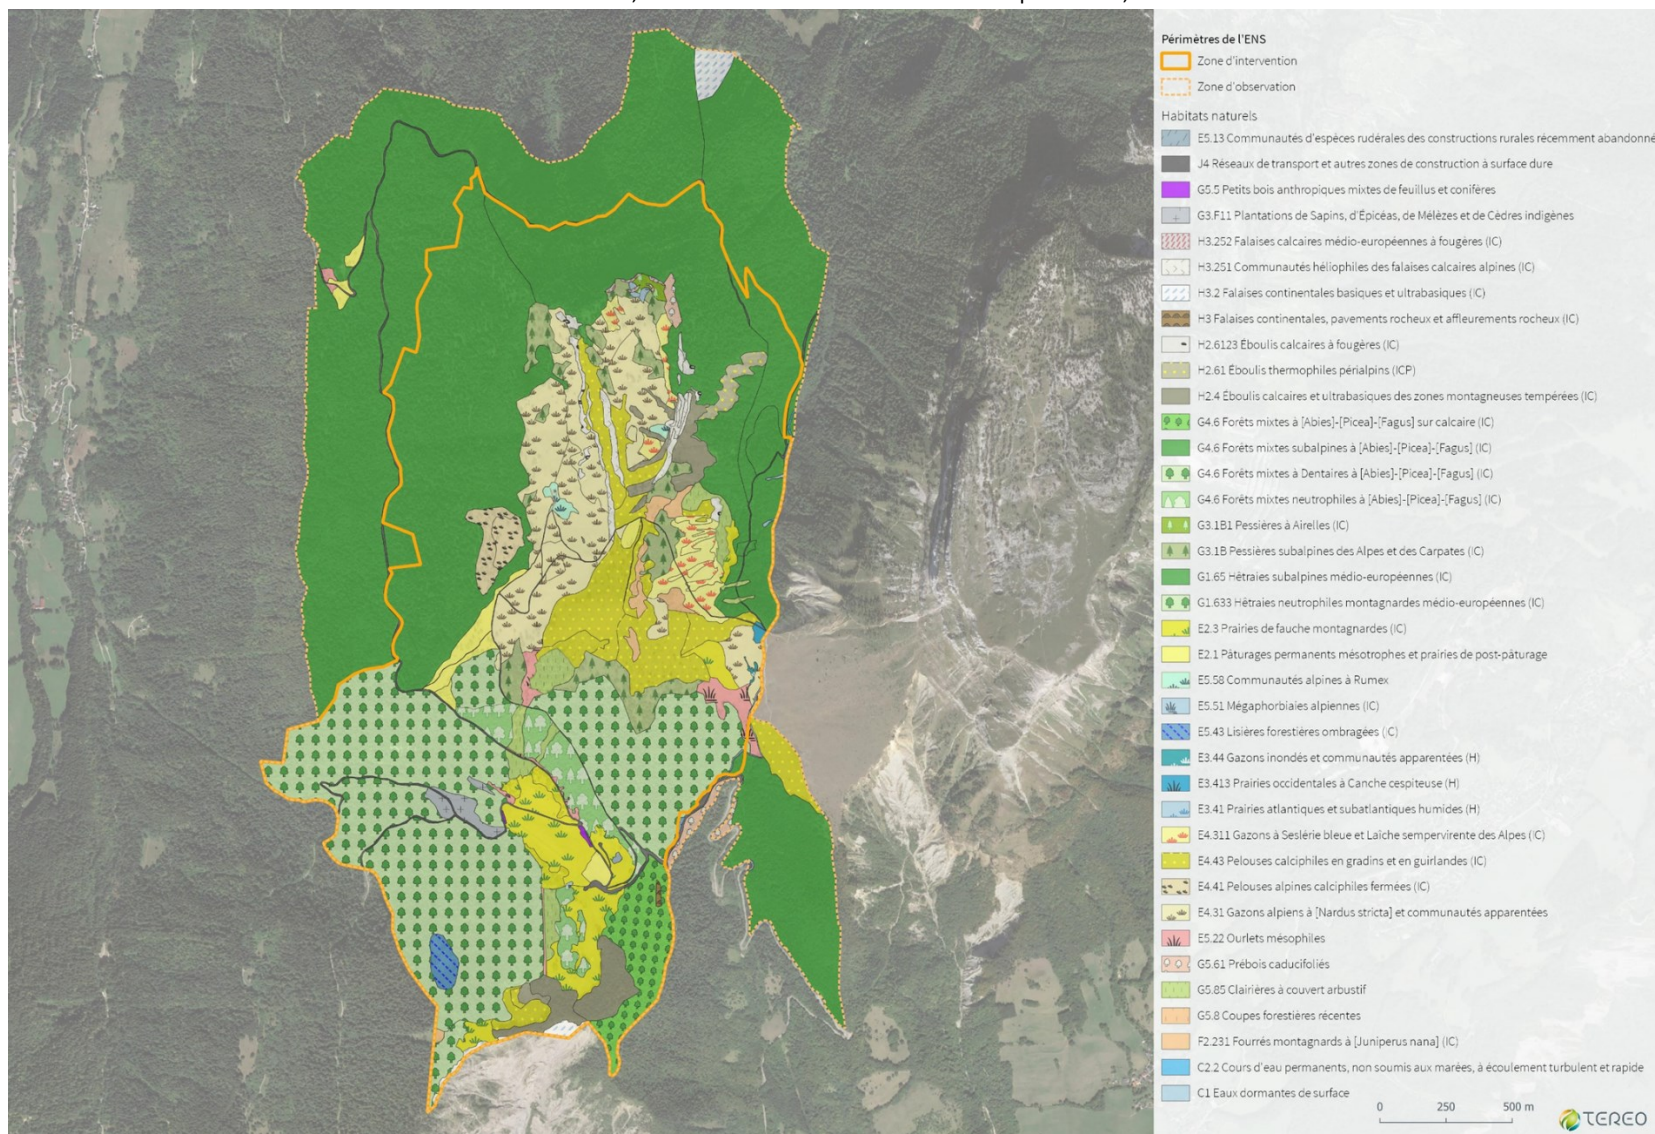 Périmètres de l'ENS
Zone d'intervention
Zone d'observation
Habitats naturels
E5.13 Communautés d'espèces rudérales des constructions rurales récemment abandonné
J4 Réseaux de transport et autres zones de construction à surface dure
G5.5 Petits bois anthropiques mixtes de feuillus et conifères
G3.F11 Plantations de Sapins, d'Épicéas, de Mélèzes et de Cèdres indigènes
H3.252 Falaises calcaires médio-européennes à fougères (IC)
H3.251 Communautés héliophiles des falaises calcaires alpines (IC)
H3.2 Falaises continentales basiques et ultrabasiques (IC)
H3 Falaises continentales, pavements rocheux et affleurements rocheux (IC)
H2.6123 Éboulis calcaires à fougères (IC)
H2.61 Éboulis thermophiles périalpins (ICP)
H2.4 Éboulis calcaires et ultrabasiques des zones montagneuses tempérées (IC)
G4.6 Forêts mixtes à [Abies]-[Picea]-[Fagus] sur calcaire (IC)
G4.6 Forêts mixtes subalpines à [Abies]-[Picea]-[Fagus] (IC)
G4.6 Forêts mixtes à Dentaires à [Abies]-[Picea]-[Fagus] (IC)
G4.6 Forêts mixtes neutrophiles à [Abies]-[Picea]-[Fagus] (IC)
G3.1B1 Pessières à Airelles (IC)
G3.1B Pessières subalpines des Alpes et des Carpates (IC)
G1.65 Hêtraies subalpines médio-européennes (IC)
G1.633 Hêtraies neutrophiles montagnardes médio-européennes (IC)
E2.3 Prairies de fauche montagnardes (IC)
E2.1 Pâturages permanents mésotrophes et prairies de post-pâturage
E5.58 Communautés alpines à Rumex
E5.51 Mégaphorbiaies alpiennes (IC)
E5.43 Lisières forestières ombragées (IC)
E3.44 Gazons inondés et communautés apparentées (H)
E3.413 Prairies occidentales à Canche cespiteuse (H)
E3.41 Prairies atlantiques et subatlantiques humides (H)
E4.311 Gazons à Seslérie bleue et Laîche sempervirente des Alpes (IC)
E4.43 Pelouses calciphiles en gradins et en guirlandes (IC)
E4.41 Pelouses alpines calciphiles fermées (IC)
E4.31 Gazons alpiens à [Nardus stricta] et communautés apparentées
E5.22 Ourlets mésophiles
G5.61 Prébois caducifoliés
G5.85 Clairières à couvert arbustif
G5.8 Coupes forestières récentes
F2.231 Fourrés montagnards à [Juniperus nana] (IC)
C2.2 Cours d'eau permanents, non soumis aux marées, à écoulement turbulent et rapide
C1 Eaux dormantes de surface
0 250 500 m
TEREO